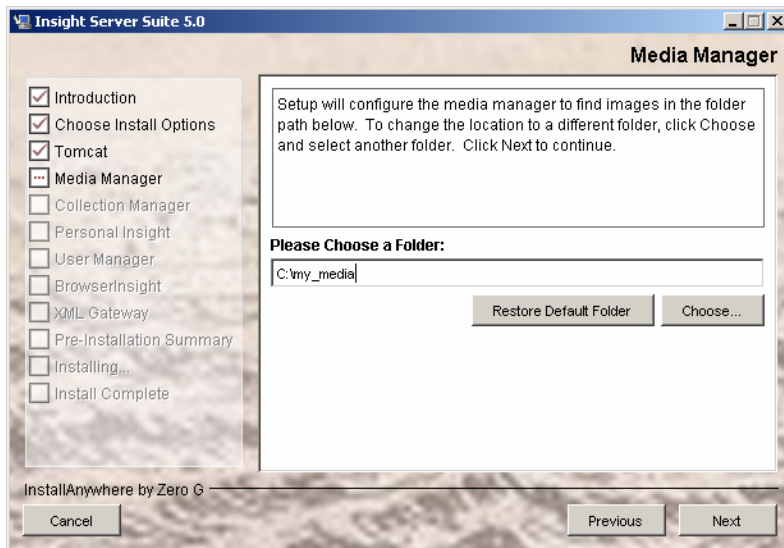 Insight Server Suite 5.0
Media Manager
Introduction
Choose Install Options
Tomcat
Media Manager
Collection Manager
Personal Insight
User Manager
BrowserInsight
XML Gateway
Pre-Installation Summary
Installing...
Install Complete
Setup will configure the media manager to find images in the folder
path below.  To change the location to a different folder, click Choose
and select another folder.  Click Next to continue.
Please Choose a Folder:
C:\my_media
Restore Default Folder
Choose...
InstallAnywhere by Zero G
Cancel
Previous
Next